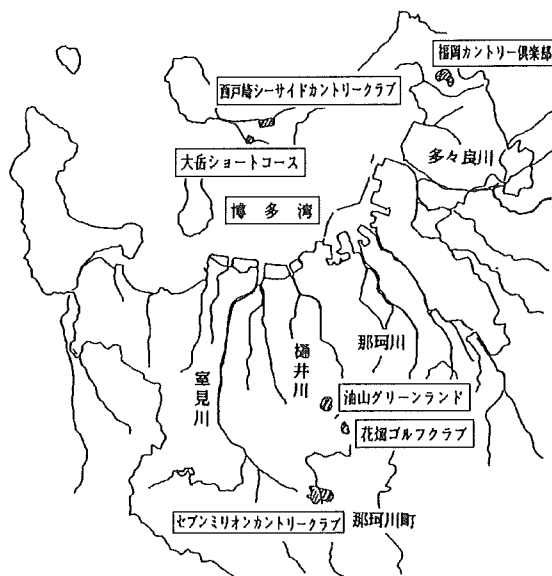 福岡カントリー倶楽部
西戸崎シーサイドカントリークラブ
多々良川
大岳ショートコース
博多湾
那珂川
樋井川
室見川
油山グリーンランド
花畑ゴルフクラブ
セブンミリオンカントリークラブ
那珂川町